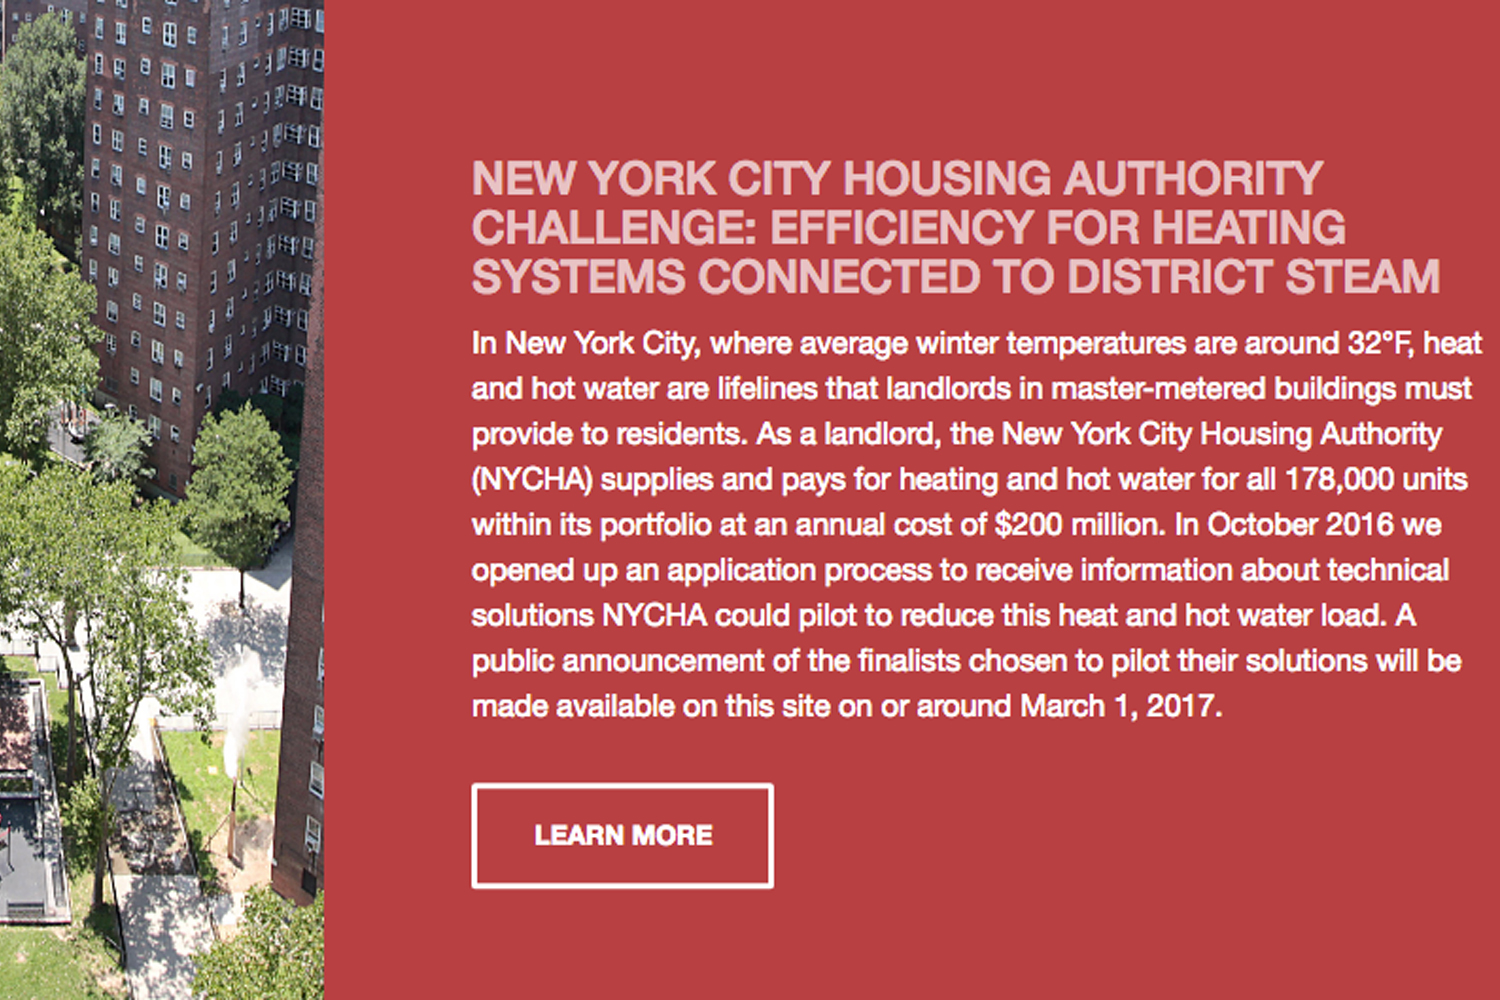 NEW YORK CITY HOUSING AUTHORITY
CHALLENGE: EFFICIENCY FOR HEATING
SYSTEMS CONNECTED TO DISTRICT STEAM
In New York City, where average winter temperatures are around 32°F, heat
and hot water are lifelines that landlords in master-metered buildings must
provide to residents. As a landlord, the New York City Housing Authority
(NYCHA) supplies and pays for heating and hot water for all 178,000 units
within its portfolio at an annual cost of $200 million. In October 2016 we
opened up an application process to receive information about technical
solutions NYCHA could pilot to reduce this heat and hot water load. A
public announcement of the finalists chosen to pilot their solutions will be
made available on this site on or around March 1, 2017.
LEARN MORE